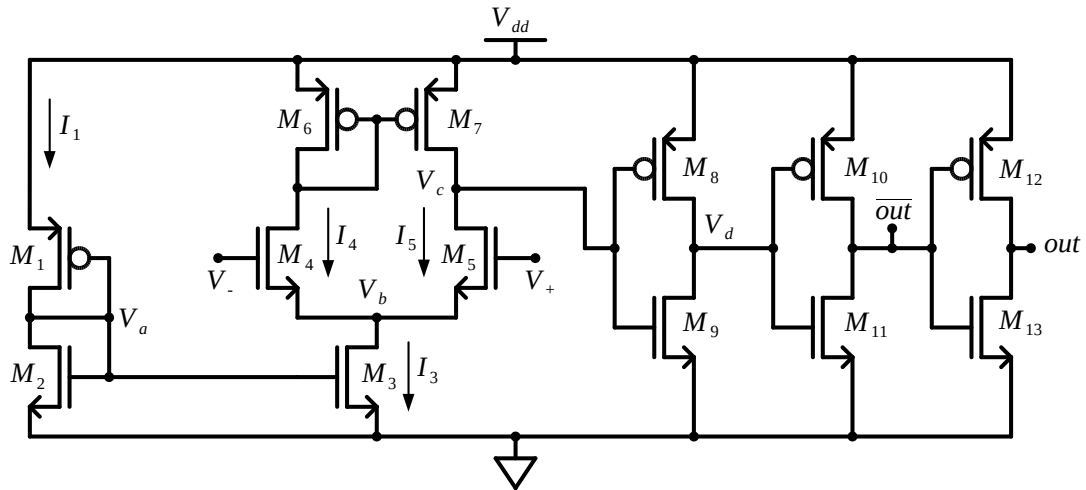 V_dd
I_1
M_6
M_7
V_c
M_8
M_10
M_12
M_1
V_a
V_-
M_4
I_4
I_5
M_5
V_+
V_b
V_d
o̅u̅t̅
out
M_2
M_3
I_3
M_9
M_11
M_13